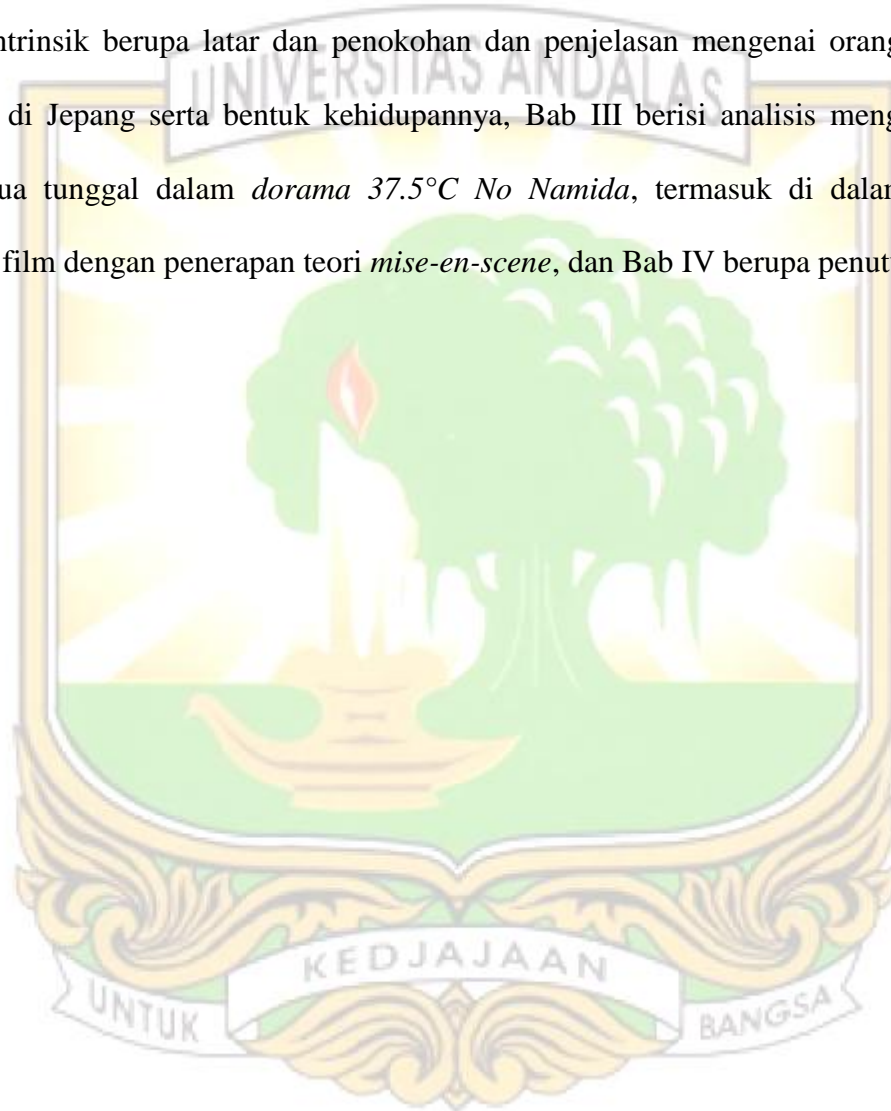 ntrinsik berupa latar dan penokohan dan penjelasan mengenai orang
di Jepang serta bentuk kehidupannya, Bab III berisi analisis meng
ua tunggal dalam dorama 37.5°C No Namida, termasuk di dalam
film dengan penerapan teori mise-en-scene, dan Bab IV berupa penut
UNIVERSITAS ANDALAS
KEDJAJAAN
UNTUK BANGSA